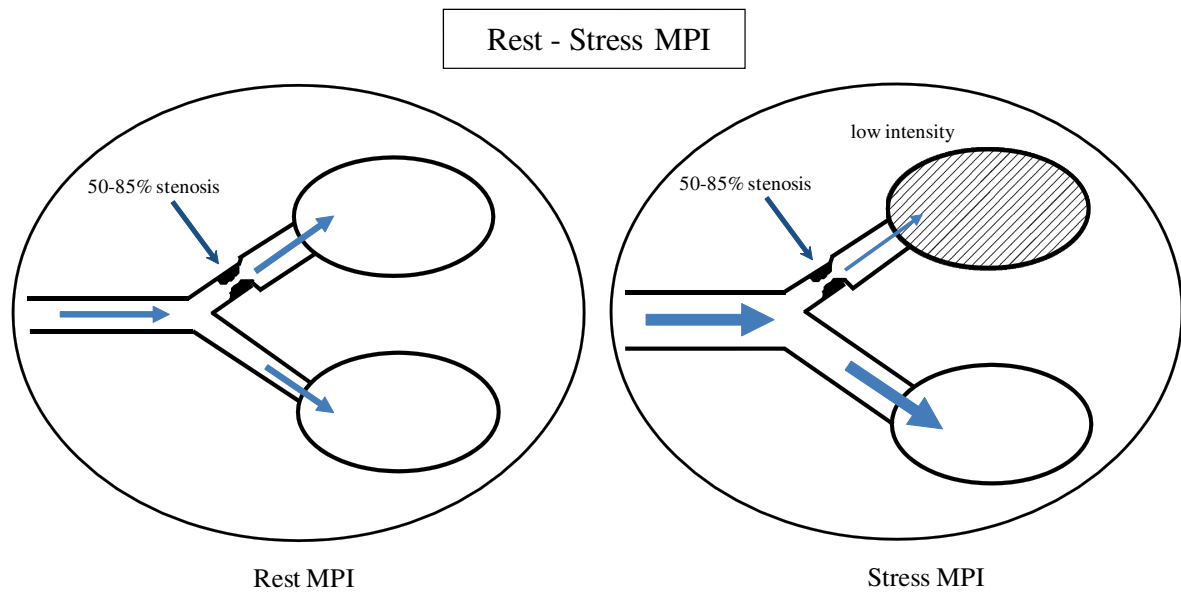 Rest - Stress MPI
50-85% stenosis
low intensity
50-85% stenosis
Rest MPI
Stress MPI